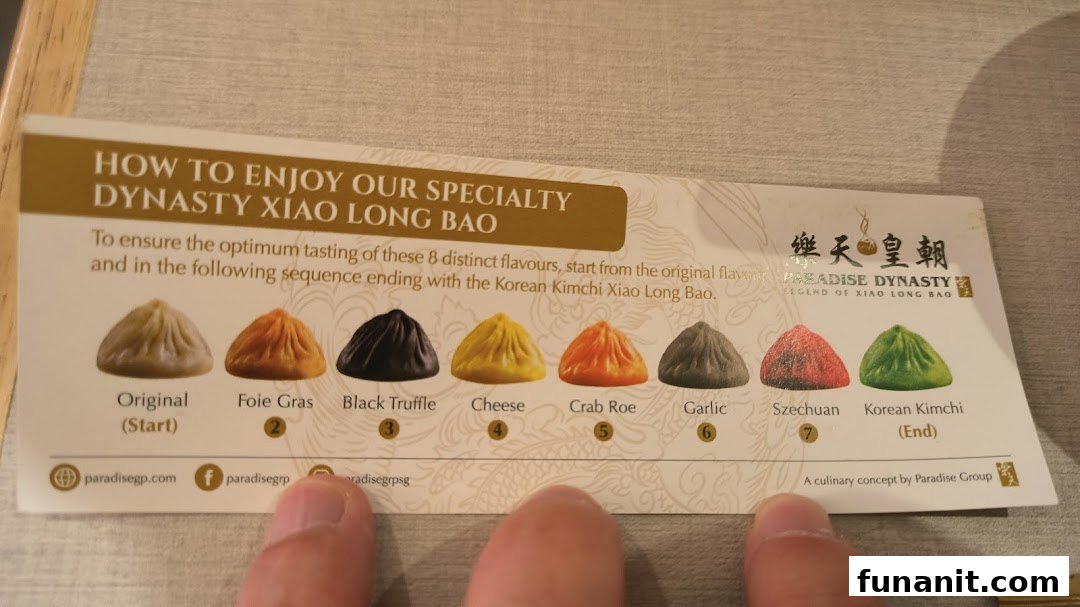 HOW TO ENJOY OUR SPECIALTY
DYNASTY XIAO LONG BAO
To ensure the optimum tasting of these 8 distinct flavours, start from the original flavour
and in the following sequence ending with the Korean Kimchi Xiao Long Bao.
樂天皇朝
PARADISE DYNASTY
LEGEND OF XIAO LONG BAO
Original
(Start)
Foie Gras
2
Black Truffle
3
Cheese
4
Crab Roe
5
Garlic
6
Szechuan
7
Korean Kimchi
(End)
paradisegp.com
paradisegrp
A culinary concept by Paradise Group
funanit.com